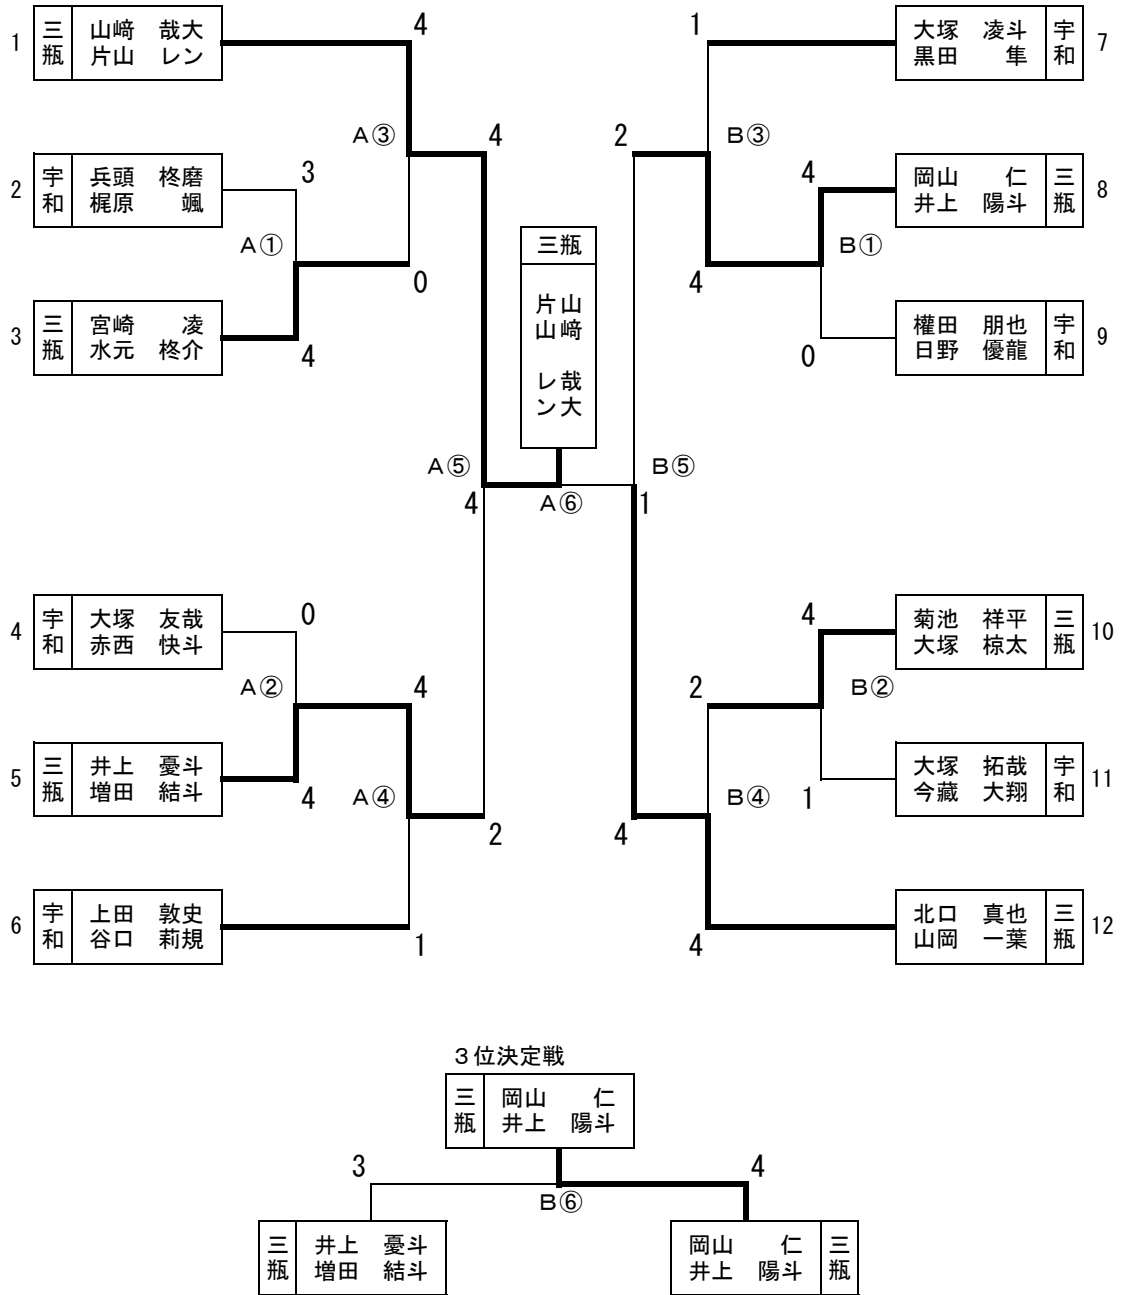 1
三瓶
山﨑 哲大
片山 レン
4
A③
4
2
宇和
兵頭 柊磨
梶原 颯
3
A①
0
3
三瓶
宮崎 凌
水元 柊介
4
三瓶
片山 レン
山﨑 哉大
1
大塚 凌斗
黒田 隼
宇和
7
2
B③
4
岡山 仁
井上 陽斗
三瓶
8
B①
4
0
權田 朋也
日野 優龍
宇和
9
A⑤
4
A⑥
B⑤
1
4
宇和
大塚 友哉
赤西 快斗
0
A②
4
5
三瓶
井上 憂斗
増田 結斗
4
A④
2
6
宇和
上田 敦史
谷口 莉規
1
4
菊池 祥平
大塚 椋太
三瓶
10
2
B②
大塚 拓哉
今藏 大翔
宇和
11
1
B④
4
北口 真也
山岡 一葉
三瓶
12
4
3位決定戦
三瓶
岡山 仁
井上 陽斗
3
4
B⑥
三瓶
井上 憂斗
増田 結斗
岡山 仁
井上 陽斗
三瓶